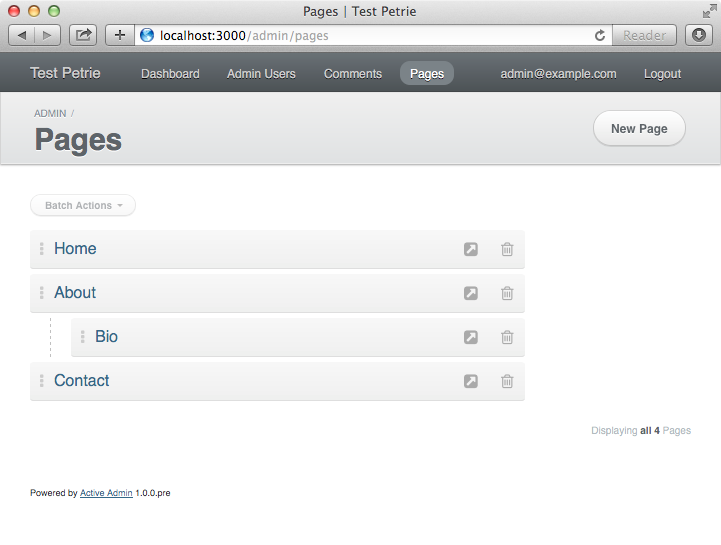 Pages | Test Petrie
localhost:3000/admin/pages
Reader
Test Petrie Dashboard Admin Users Comments Pages admin@example.com Logout
ADMIN /
Pages
New Page
Batch Actions
Home
About
Bio
Contact
Displaying all 4 Pages
Powered by Active Admin 1.0.0.pre